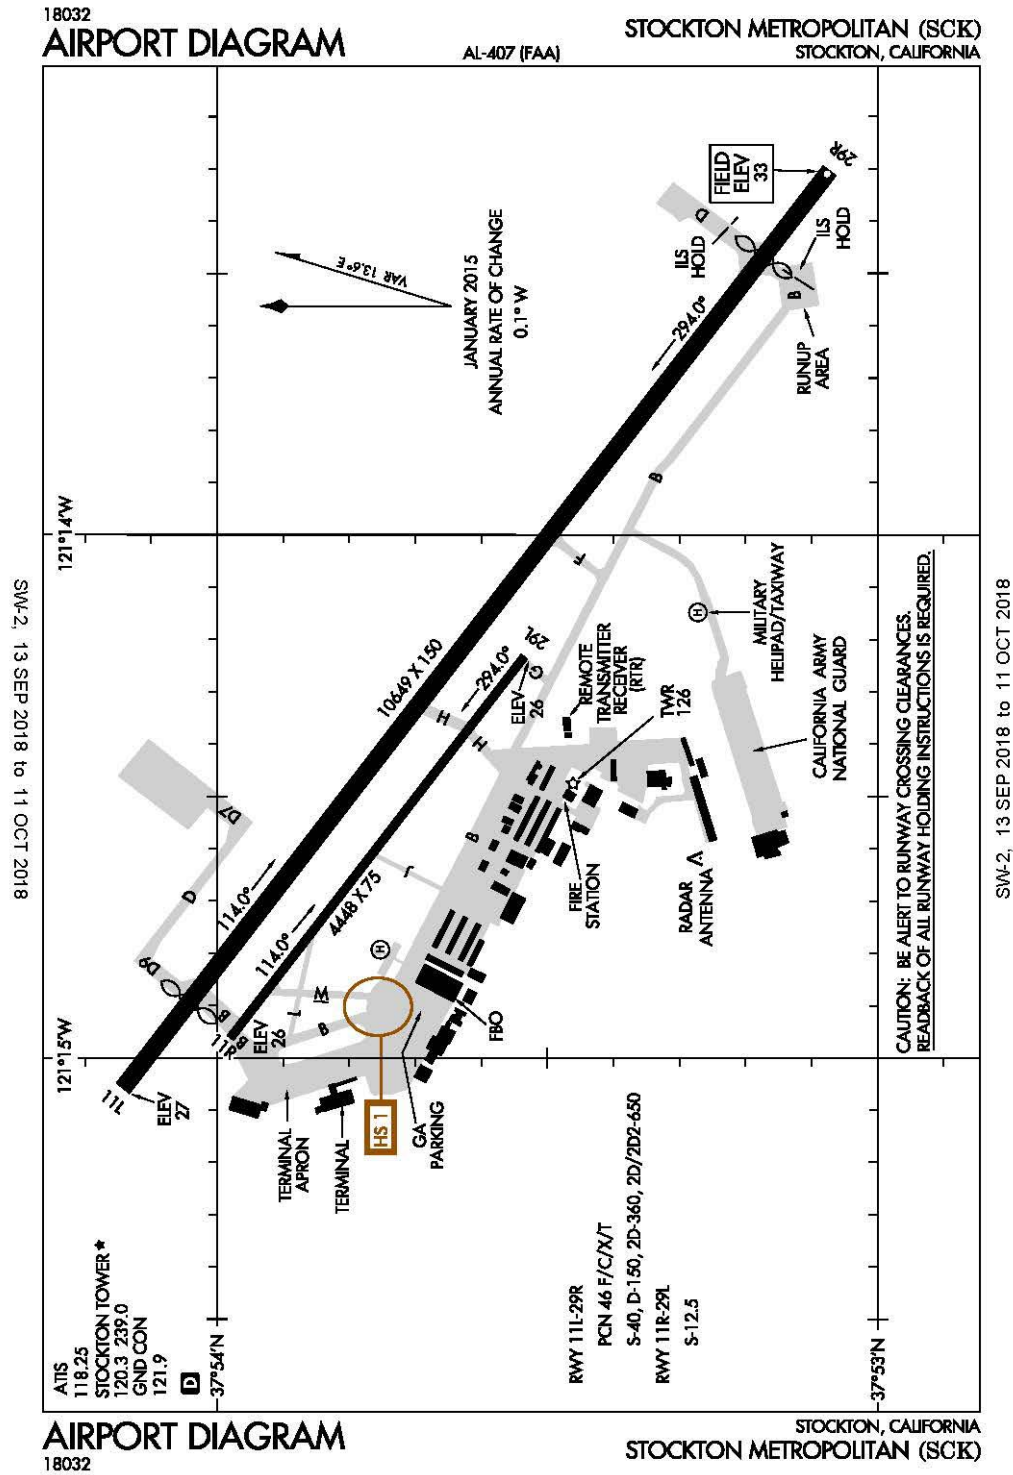 18032
AIRPORT DIAGRAM
AL-407 (FAA)
STOCKTON METROPOLITAN (SCK)
STOCKTON, CALIFORNIA
SW-2, 13 SEP 2018 to 11 OCT 2018
SW-2, 13 SEP 2018 to 11 OCT 2018
121°14'W
121°15'W
37°54'N
37°53'N
VAR 13.6°E
JANUARY 2015
ANNUAL RATE OF CHANGE
0.1° W
FIELD
ELEV
33
29R
D
ILS
HOLD
ILS
HOLD
B
RUNUP
AREA
294.0°
B
F
10649 X 150
29L
G
294.0°
ELEV
26
H
H
REMOTE
TRANSMITTER
RECEIVER
(RTR)
TWR
126
H
MILITARY
HELIPAD/TAXIWAY
CALIFORNIA ARMY
NATIONAL GUARD
D7
D
114.0°
D9
4448 X 75
114.0°
J
B
FIRE
STATION
RADAR
ANTENNA
H
M
L
B
B
B
11R
ELEV
26
11L
ELEV
27
FBO
HS 1
GA
PARKING
TERMINAL
APRON
TERMINAL
CAUTION: BE ALERT TO RUNWAY CROSSING CLEARANCES.
READBACK OF ALL RUNWAY HOLDING INSTRUCTIONS IS REQUIRED.
ATIS
118.25
STOCKTON TOWER★
120.3 239.0
GND CON
121.9
D
RWY 11L-29R
PCN 46 F/C/X/T
S-40, D-150, 2D-360, 2D/2D2-650
RWY 11R-29L
S-12.5
AIRPORT DIAGRAM
18032
STOCKTON, CALIFORNIA
STOCKTON METROPOLITAN (SCK)